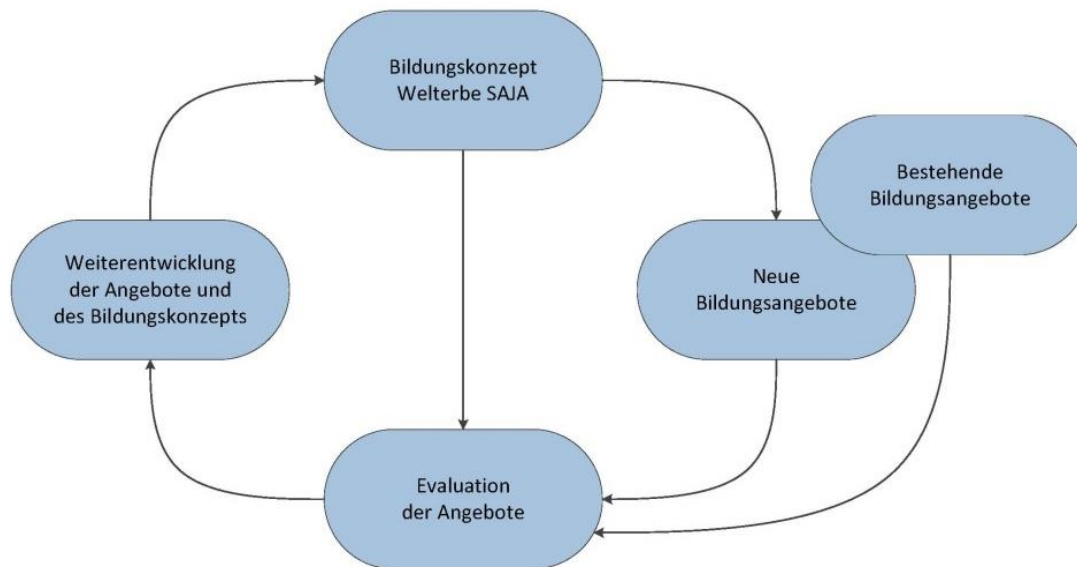 Bildungskonzept
Welterbe SAJA
Bestehende
Bildungsangebote
Weiterentwicklung
der Angebote und
des Bildungskonzepts
Neue
Bildungsangebote
Evaluation
der Angebote